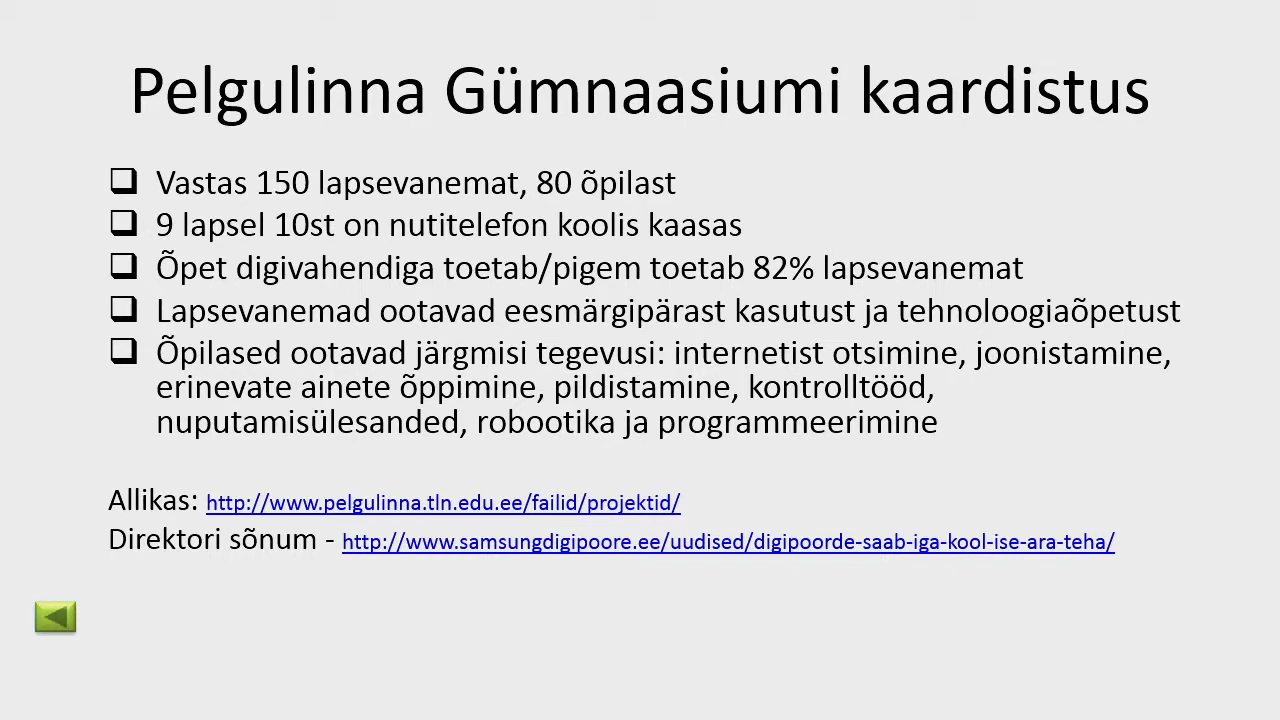 Pelgulinna Gümnaasiumi kaardistus
Vastas 150 lapsevanemat, 80 õpilast
9 lapsel 10st on nutitelefon koolis kaasas
Õpet digivahendiga toetab/pigem toetab 82% lapsevanemat
Lapsevanemad ootavad eesmärgipärast kasutust ja tehnoloogiaõpetust
Õpilased ootavad järgmisi tegevusi: internetist otsimine, joonistamine,
erinevate ainete õppimine, pildistamine, kontrolltööd,
nuputamisülesanded, robootika ja programmeerimine
Allikas: http://www.pelgulinna.tln.edu.ee/failid/projektid/
Direktori sõnum - http://www.samsungdigipoore.ee/uudised/digipoorde-saab-iga-kool-ise-ara-teha/